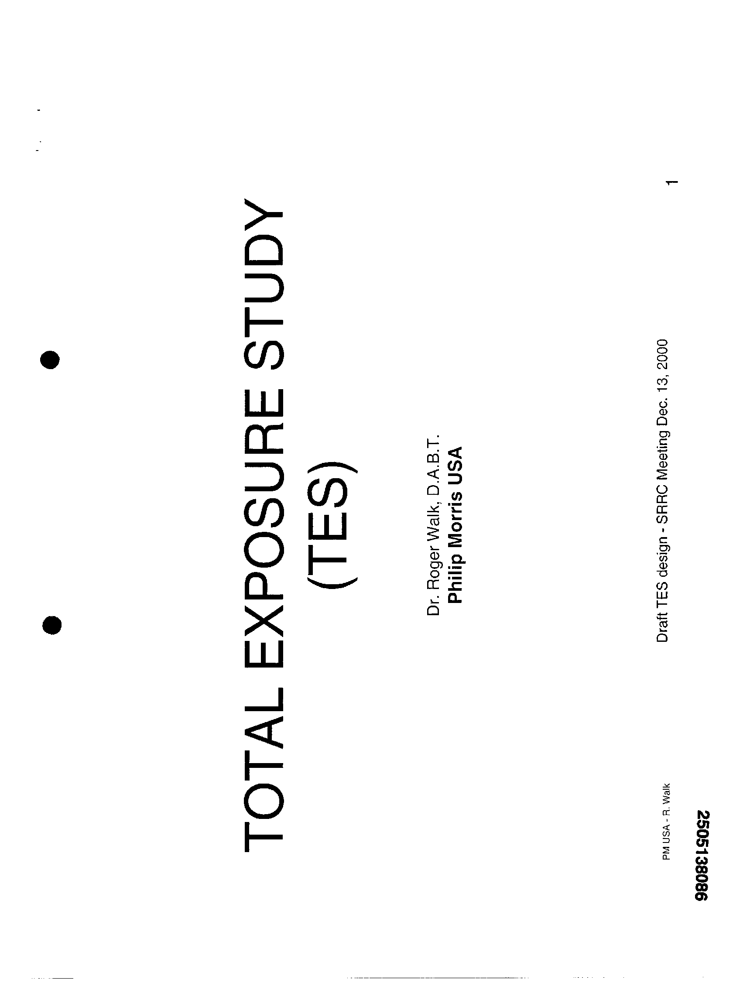 TOTAL EXPOSURE STUDY
(TES)
Dr. Roger Walk, D.A.B.T.
Philip Morris USA
PM USA - R. Walk
Draft TES design - SRRC Meeting Dec. 13, 2000
1
2505138086